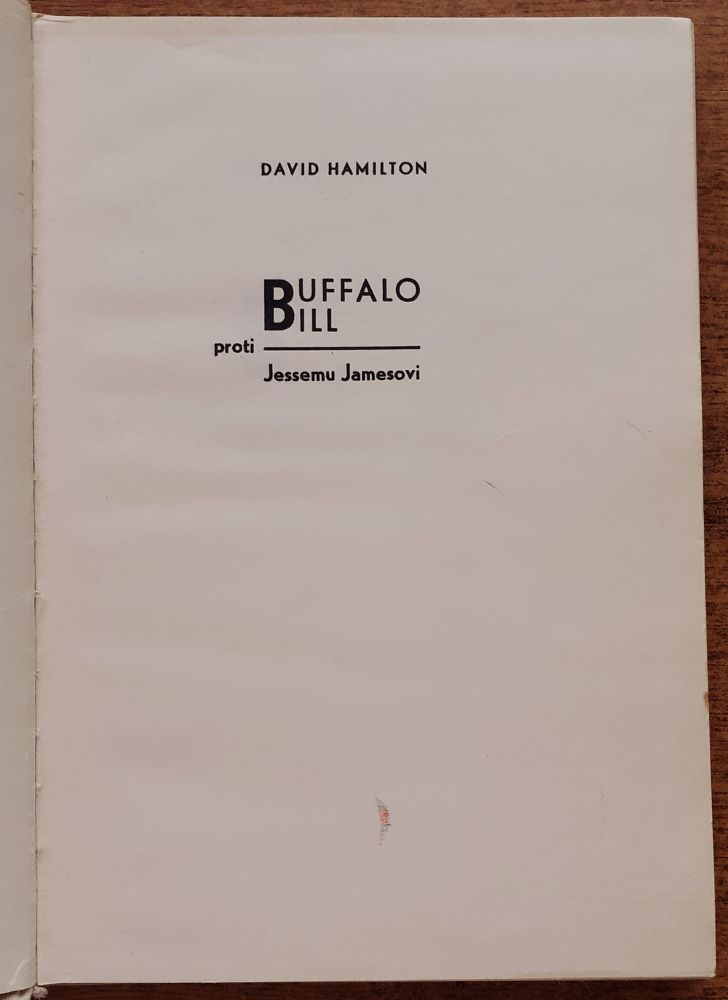 DAVID HAMILTON
BUFFALO
BILL
proti
Jessemu Jamesovi